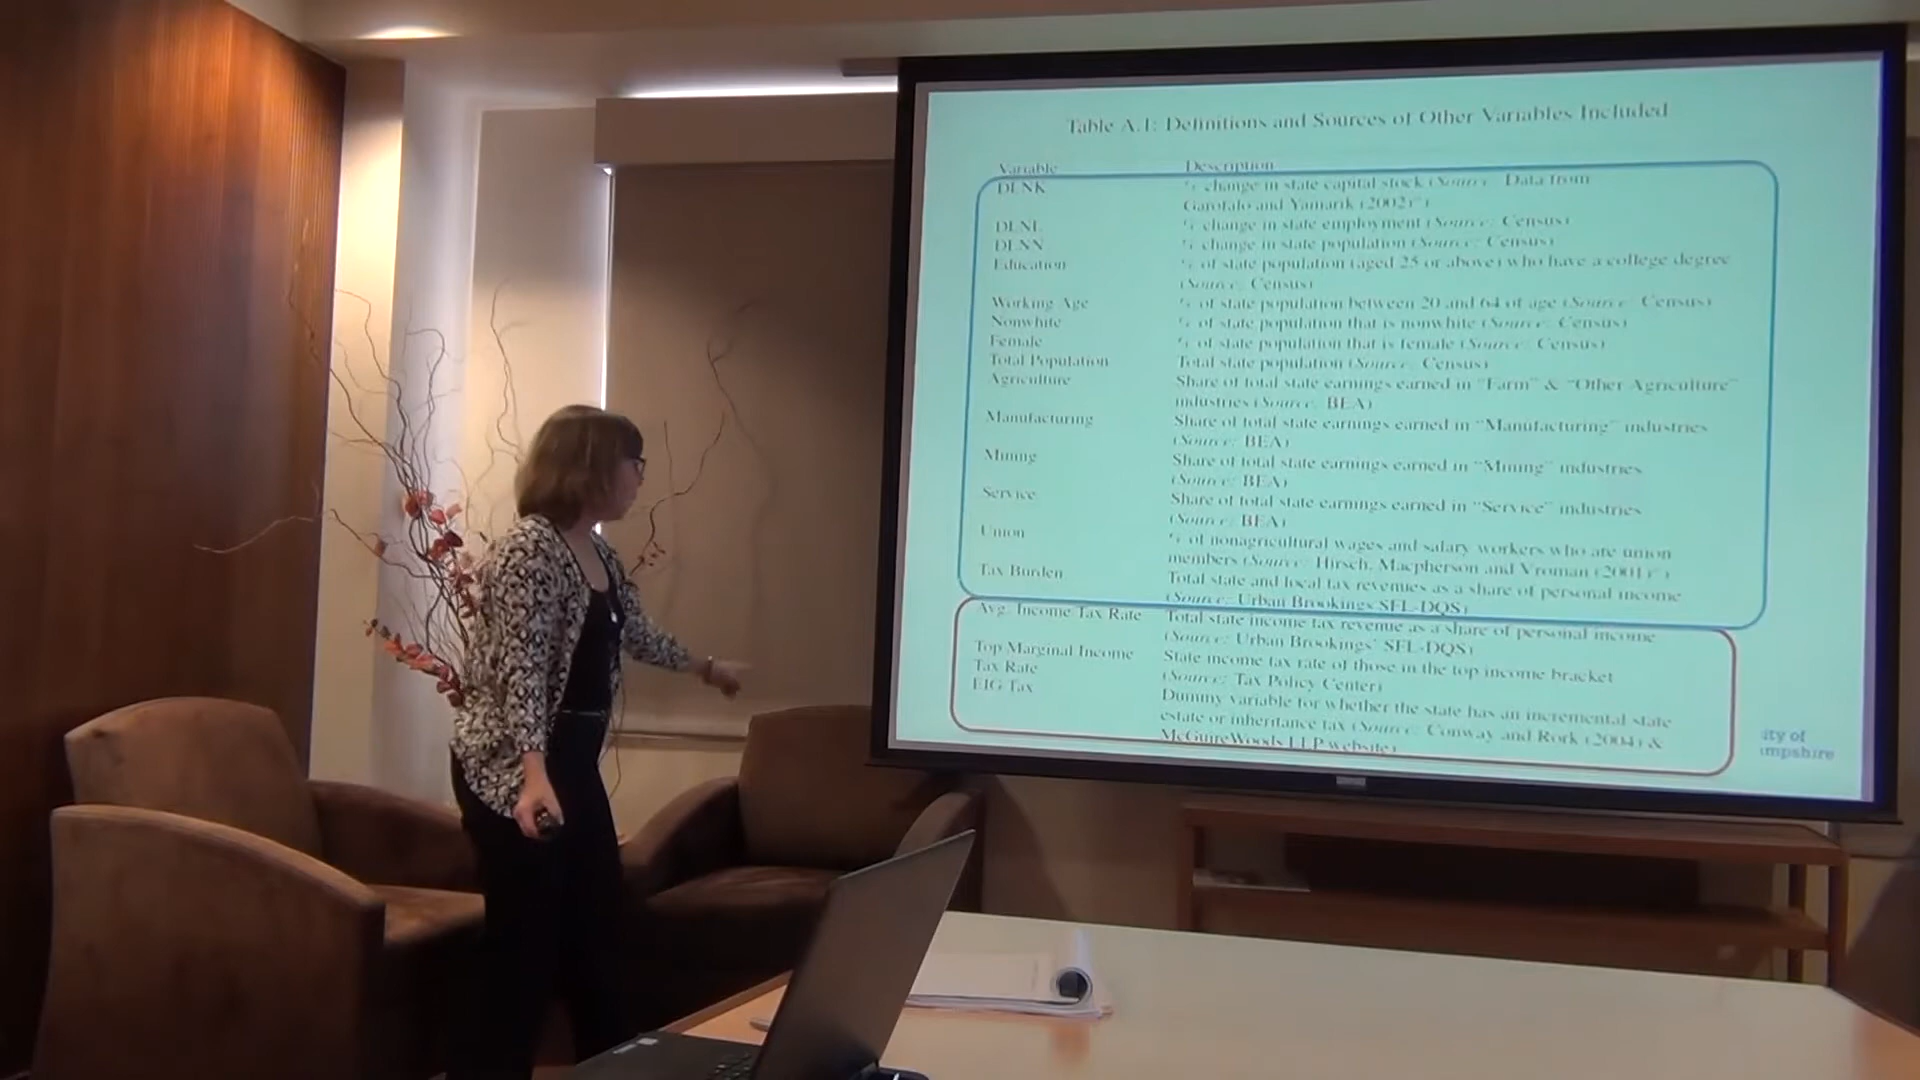 Table A.1: Definitions and Sources of Other Variables Included
Variable Description
DLNK % change in state capital stock (Source: Data from
Garofalo and Yamarik (2002)
DLNL % change in state employment (Source: Census)
DLNN % change in state population (Source: Census)
Education % of state population (aged 25 or above) who have a college degree
(Source: Census)
Working Age % of state population between 20 and 64 of age (Source: Census)
Nonwhite % of state population that is nonwhite (Source: Census)
Female % of state population that is female (Source: Census)
Total Population Total state population (Source: Census)
Agriculture Share of total state earnings earned in "Farm" & "Other Agriculture"
industries (Source: BEA)
Manufacturing Share of total state earnings earned in "Manufacturing" industries
(Source: BEA)
Mining Share of total state earnings earned in "Mining" industries
(Source: BEA)
Service Share of total state earnings earned in "Service" industries
(Source: BEA)
Union % of nonagricultural wages and salary workers who are union
members (Source: Hirsch, Macpherson and Vroman (2001)
Tax Burden Total state and local tax revenues as a share of personal income
(Source: Urban Brookings SFL-DQS)
Avg. Income Tax Rate Total state income tax revenue as a share of personal income
(Source: Urban Brookings' SFL-DQS)
Top Marginal Income State income tax rate of those in the top income bracket
Tax Rate (Source: Tax Policy Center)
EIG Tax Dummy variable for whether the state has an incremental state
estate or inheritance tax (Source: Conway and Rork (2004) &
McGuireWoods LLP website)
ity of
mpshire